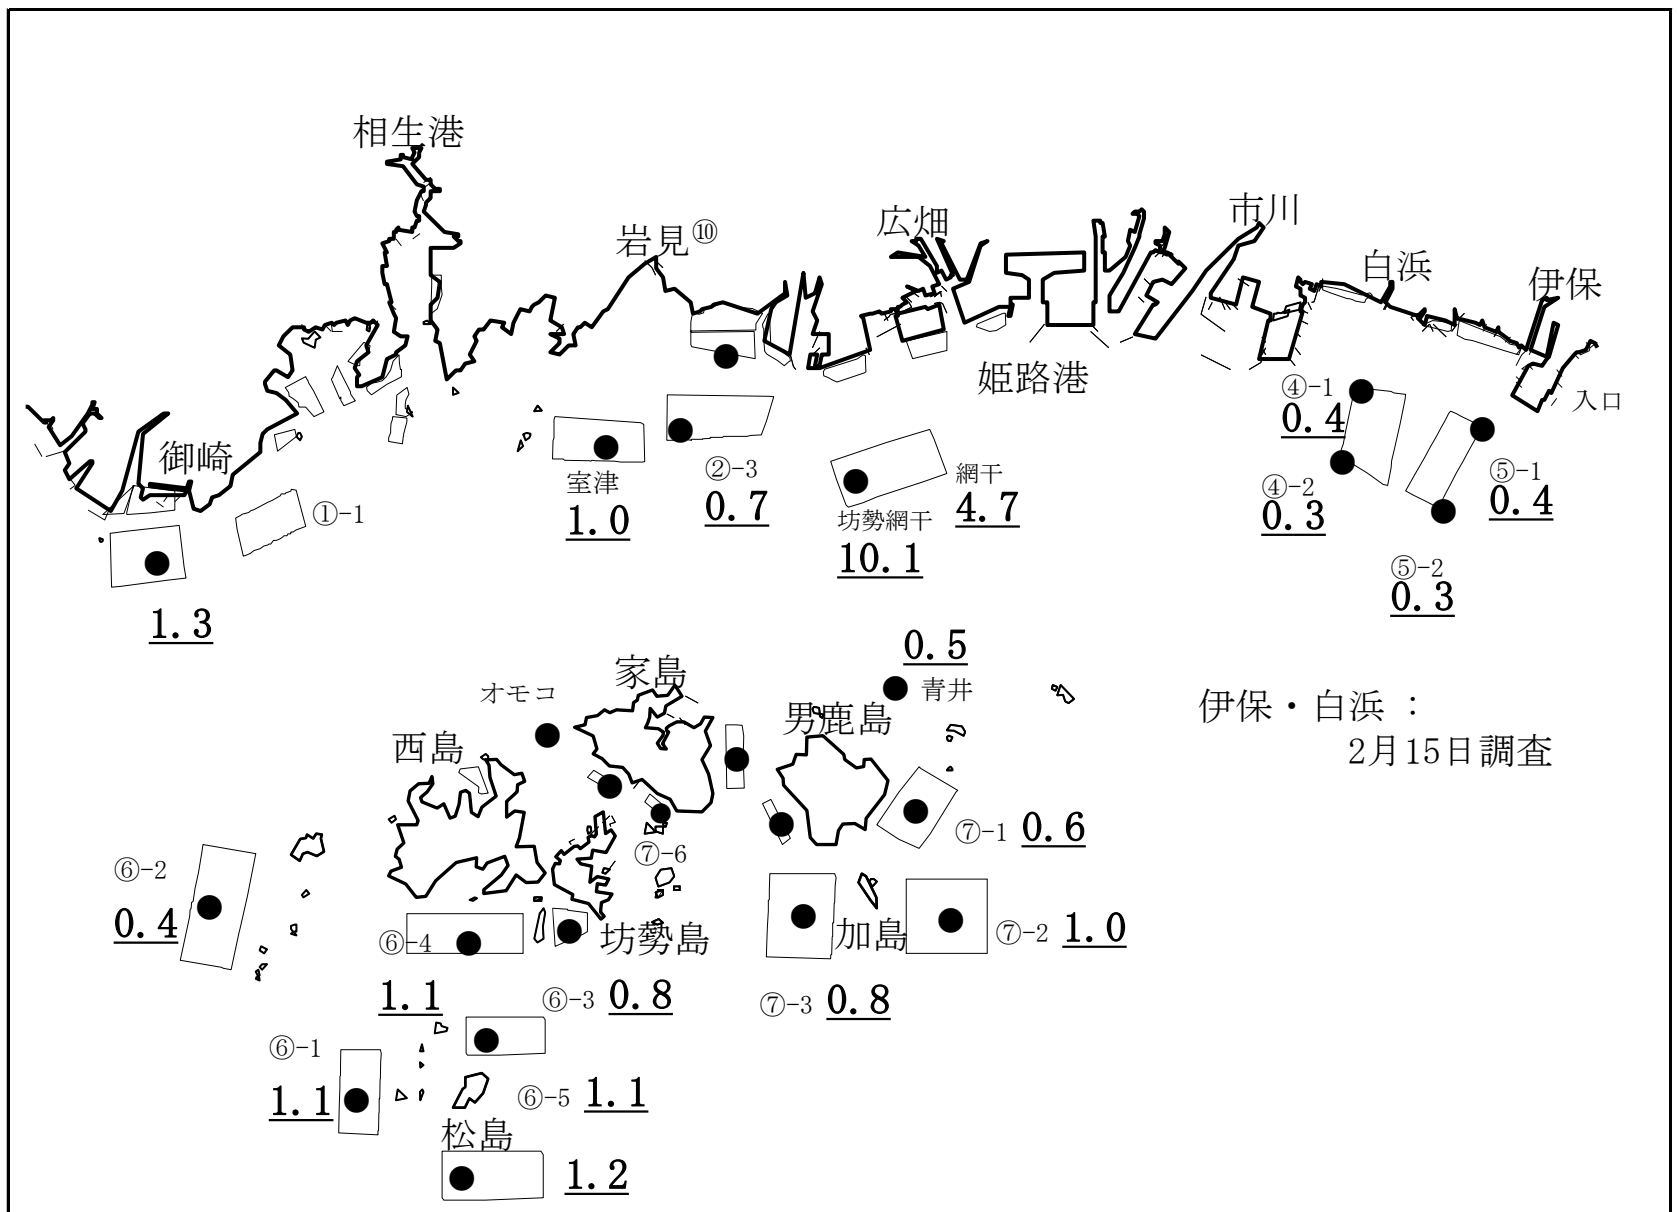 相生港
市川
広畑
岩見⑩
白浜
伊保
姫路港
④-1
入口
0.4
御崎
②-3
網干
⑤-1
室津
④-2
0.7
4.7
0.4
①-1
坊勢網干
1.0
0.3
10.1
⑤-2
0.3
1.3
0.5
家島
オモコ
青井
伊保・白浜 :
男鹿島
西島
2月15日調査
⑦-1 0.6
⑦-6
⑥-2
0.4
⑥-4
坊勢島
加島
⑦-2 1.0
1.1
⑥-3 0.8
⑦-3 0.8
⑥-1
1.1
⑥-5 1.1
松島
1.2